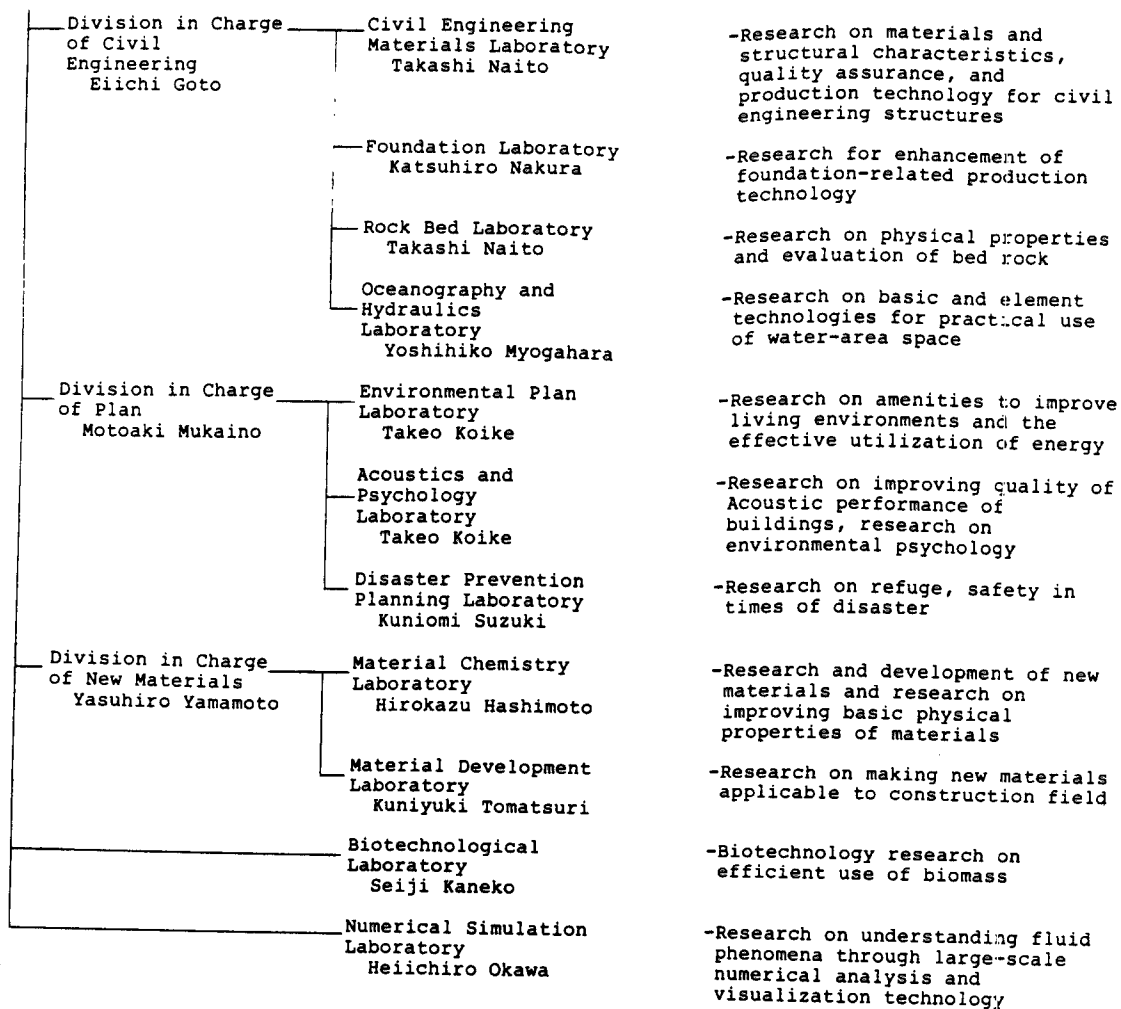 Division in Charge
of Civil
Engineering
Eiichi Goto
Civil Engineering
Materials Laboratory
Takashi Naito
-Research on materials and
structural characteristics,
quality assurance, and
production technology for civil
engineering structures
Foundation Laboratory
Katsuhiro Nakura
-Research for enhancement of
foundation-related production
technology
Rock Bed Laboratory
Takashi Naito
-Research on physical properties
and evaluation of bed rock
Oceanography and
Hydraulics
Laboratory
Yoshihiko Myogahara
-Research on basic and element
technologies for practical use
of water-area space
Division in Charge
of Plan
Motoaki Mukaino
Environmental Plan
Laboratory
Takeo Koike
-Research on amenities to improve
living environments and the
effective utilization of energy
Acoustics and
Psychology
Laboratory
Takeo Koike
-Research on improving quality of
Acoustic performance of
buildings, research on
environmental psychology
Disaster Prevention
Planning Laboratory
Kuniomi Suzuki
-Research on refuge, safety in
times of disaster
Division in Charge
of New Materials
Yasuhiro Yamamoto
Material Chemistry
Laboratory
Hirokazu Hashimoto
-Research and development of new
materials and research on
improving basic physical
properties of materials
Material Development
Laboratory
Kuniyuki Tomatsuri
-Research on making new materials
applicable to construction field
Biotechnological
Laboratory
Seiji Kaneko
-Biotechnology research on
efficient use of biomass
Numerical Simulation
Laboratory
Heiichiro Okawa
-Research on understanding fluid
phenomena through large-scale
numerical analysis and
visualization technology